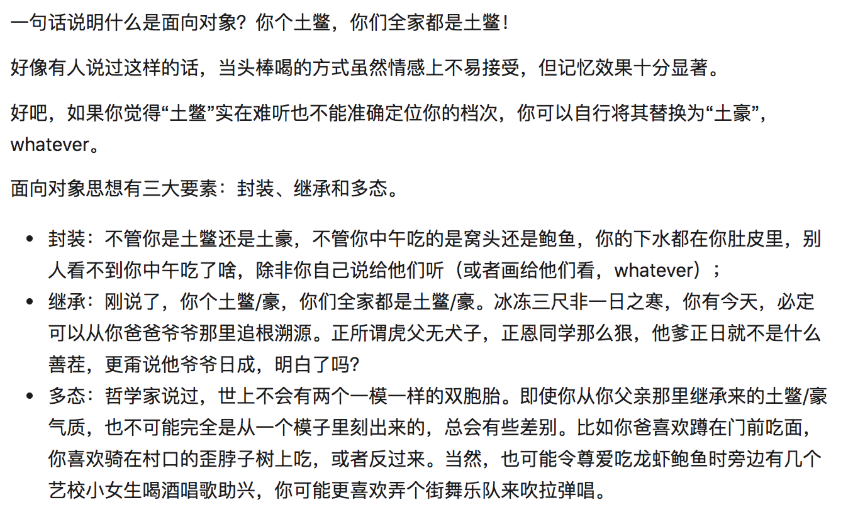 一句话说明什么是面向对象？你个土鳖，你们全家都是土鳖！
好像有人说过这样的话，当头棒喝的方式虽然情感上不易接受，但记忆效果十分显著。
好吧，如果你觉得“土鳖”实在难听也不能准确定位你的档次，你可以自行将其替换为“土豪”，
whatever。
面向对象思想有三大要素：封装、继承和多态。
• 封装：不管你是土鳖还是土豪，不管你中午吃的是窝头还是鲍鱼，你的下水都在你肚皮里，别
人看不到你中午吃了啥，除非你自己说给他们听（或者画给他们看，whatever）；
• 继承：刚说了，你个土鳖/豪，你们全家都是土鳖/豪。冰冻三尺非一日之寒，你有今天，必定
可以从你爸爸爷爷那里追根溯源。正所谓虎父无犬子，正恩同学那么狠，他爹正日就不是什么
善茬，更甭说他爷爷日成，明白了吗？
• 多态：哲学家说过，世上不会有两个一模一样的双胞胎。即使你从你父亲那里继承来的土鳖/豪
气质，也不可能完全是从一个模子里刻出来的，总会有些差别。比如你爸喜欢蹲在门前吃面，
你喜欢骑在村口的歪脖子树上吃，或者反过来。当然，也可能令尊爱吃龙虾鲍鱼时旁边有几个
艺校小女生喝酒唱歌助兴，你可能更喜欢弄个街舞乐队来吹拉弹唱。